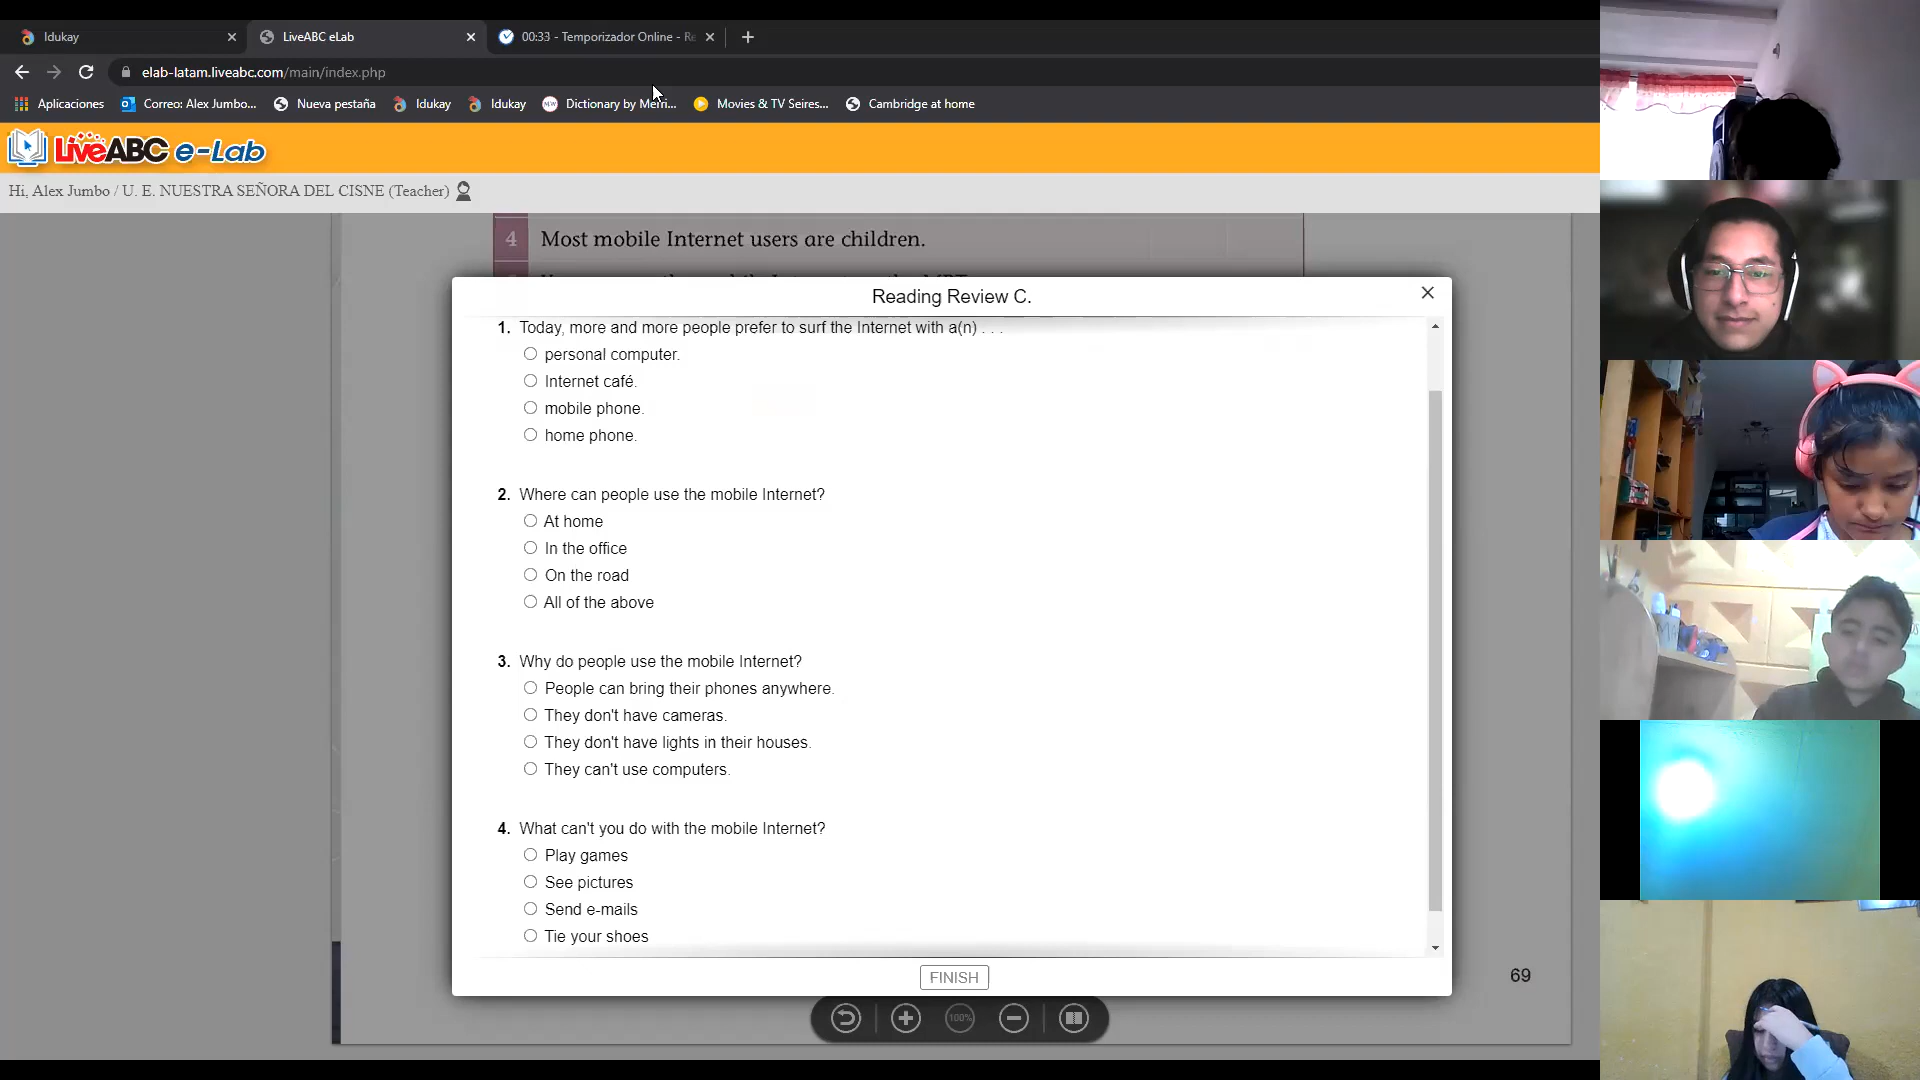 Idukay
LiveABC eLab
00:33 - Temporizador Online - Re
elab-latam.liveabc.com/main/index.php
Aplicaciones
Correo: Alex Jumbo...
Nueva pestaña
Idukay
Idukay
Dictionary by Merri...
Movies & TV Seires...
Cambridge at home
LiveABC e-Lab
Hi, Alex Jumbo / U. E. NUESTRA SEÑORA DEL CISNE (Teacher)
4 Most mobile Internet users are children.
Reading Review C.
1. Today, more and more people prefer to surf the Internet with a(n) . . .
personal computer.
Internet café.
mobile phone.
home phone.
2. Where can people use the mobile Internet?
At home
In the office
On the road
All of the above
3. Why do people use the mobile Internet?
People can bring their phones anywhere.
They don't have cameras.
They don't have lights in their houses.
They can't use computers.
4. What can't you do with the mobile Internet?
Play games
See pictures
Send e-mails
Tie your shoes
FINISH
69
100%